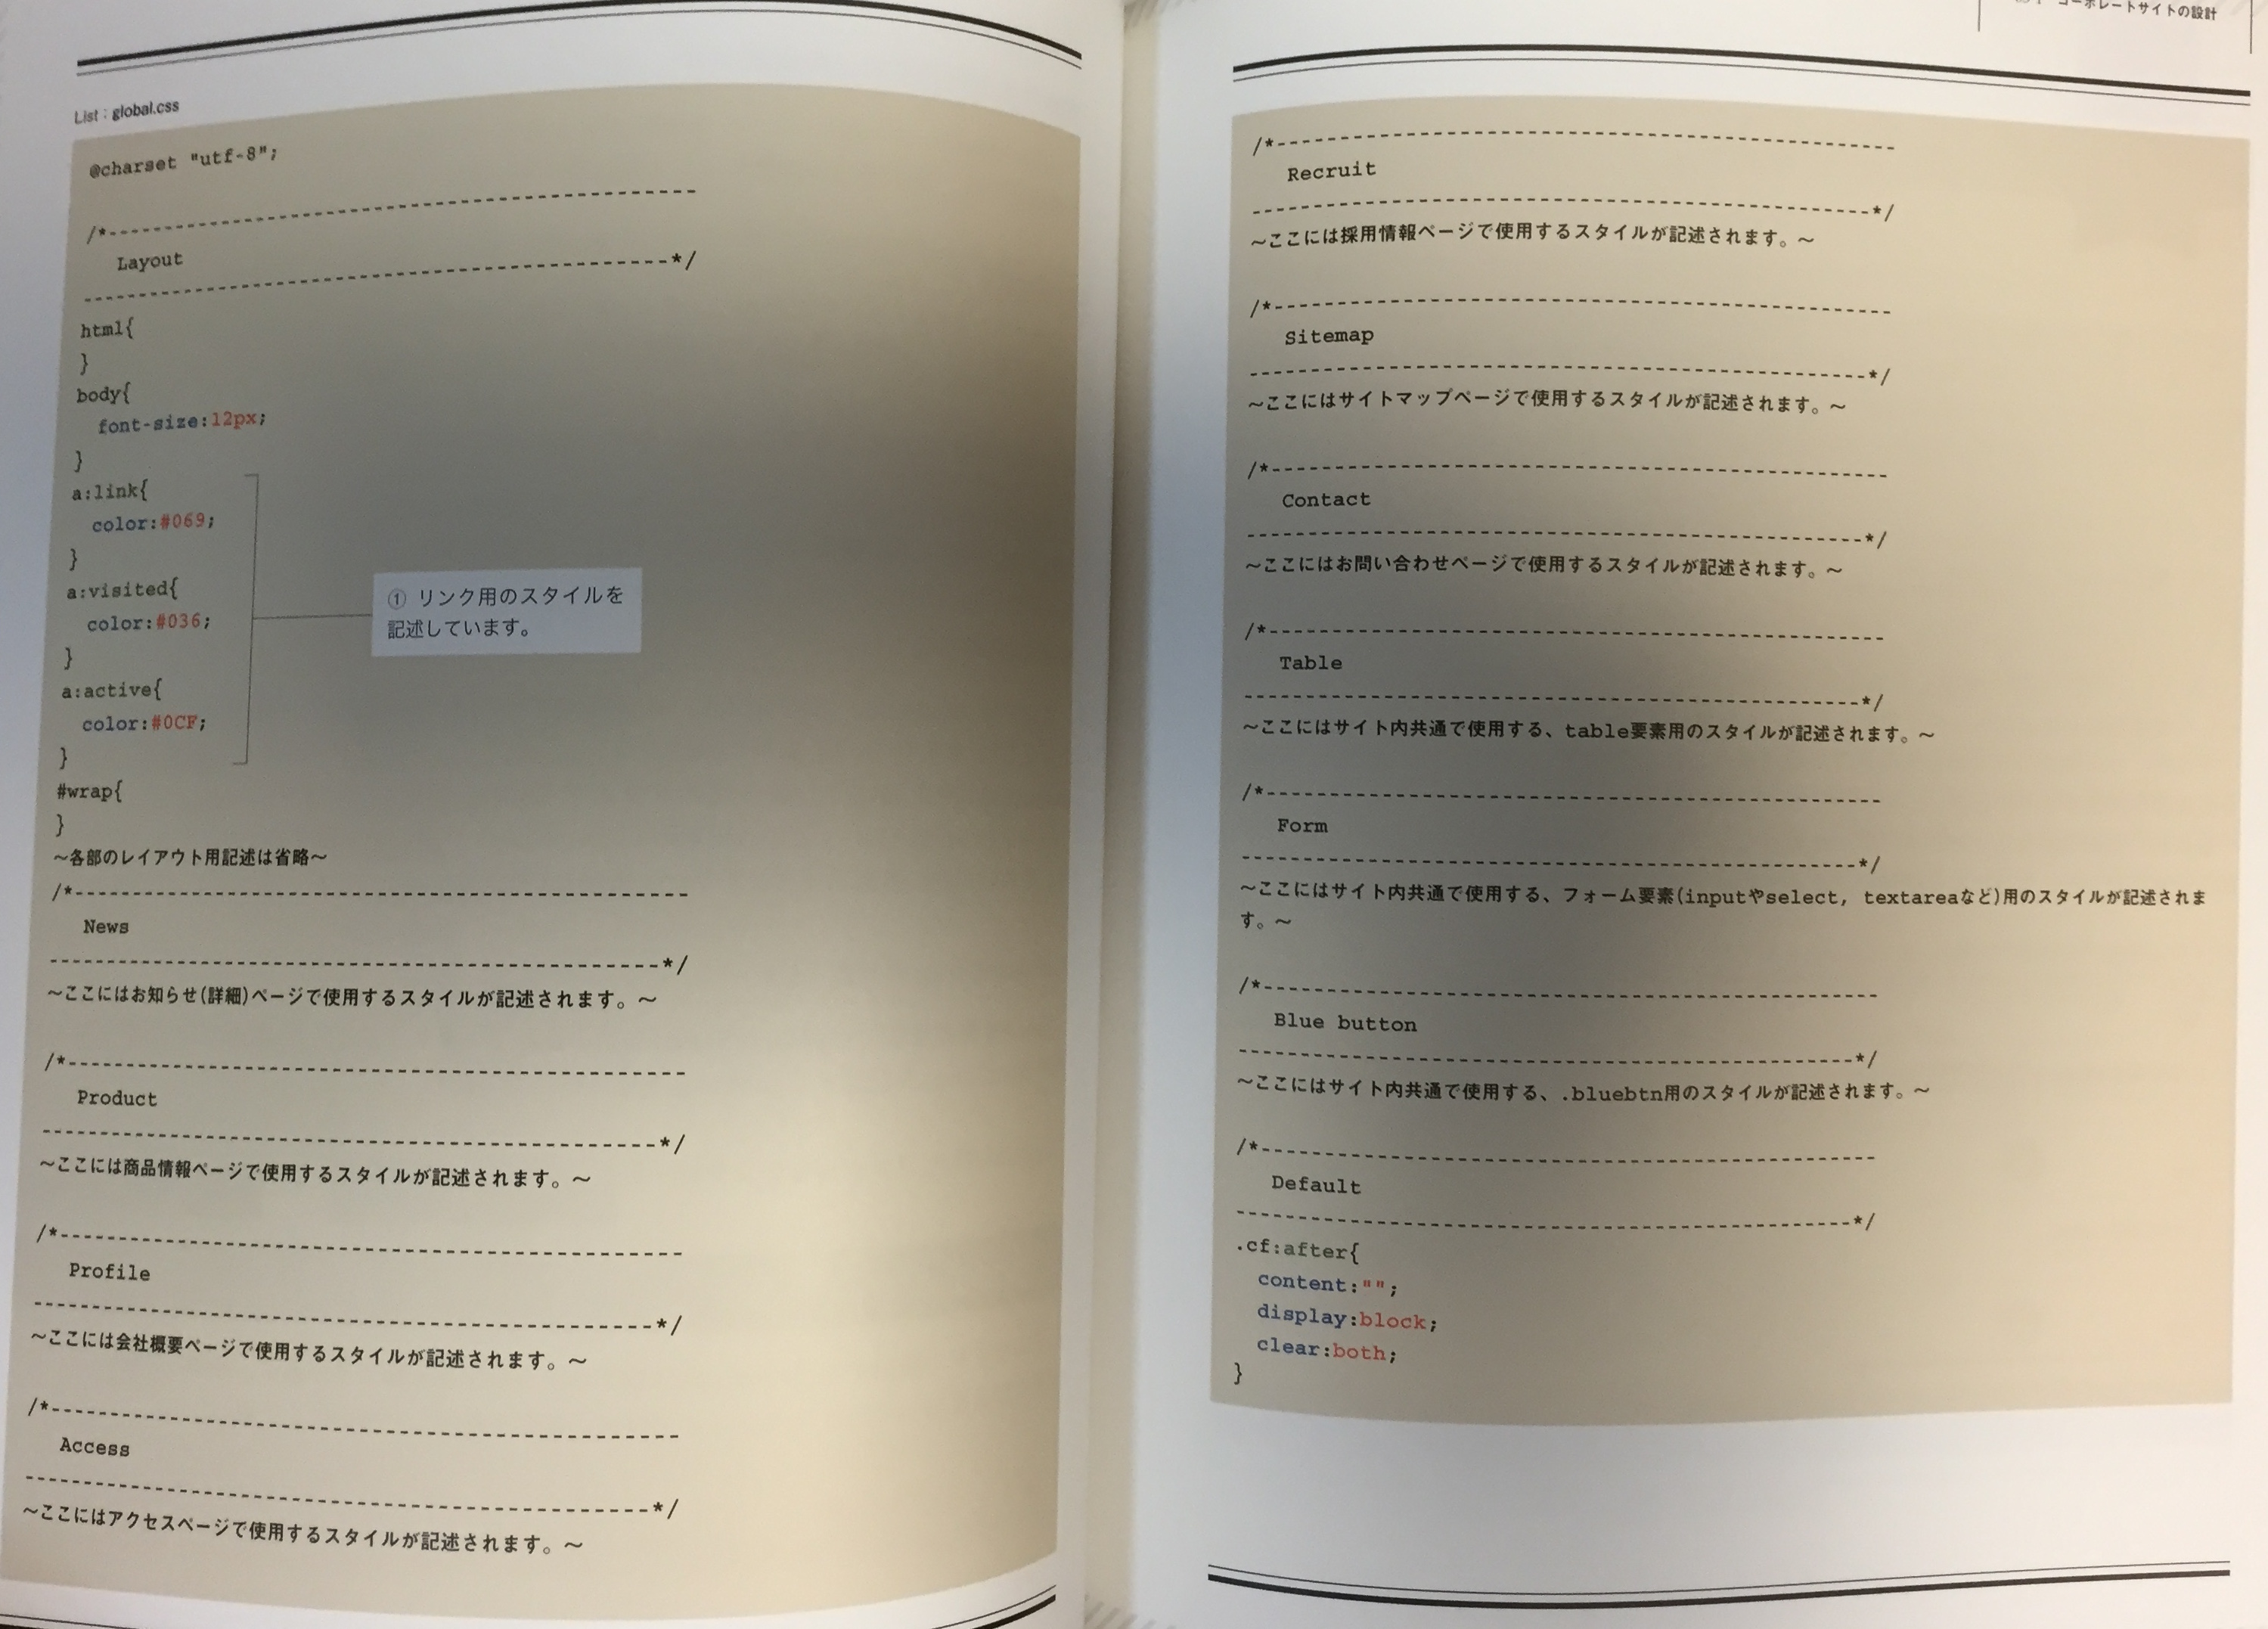 List：global.css
@charset "utf-8";
/*--------------------------------------------------
Layout
--------------------------------------------------*/
html{
}
body{
font-size:12px;
}
a:link{
color:#069;
}
a:visited{
color:#036;
}
a:active{
color:#0CF;
}
① リンク用のスタイルを
記述しています。
#wrap{
}
～各部のレイアウト用記述は省略～
/*--------------------------------------------------
News
--------------------------------------------------*/
～ここにはお知らせ(詳細)ページで使用するスタイルが記述されます。～
/*--------------------------------------------------
Product
--------------------------------------------------*/
～ここには商品情報ページで使用するスタイルが記述されます。～
/*--------------------------------------------------
Profile
--------------------------------------------------*/
～ここには会社概要ページで使用するスタイルが記述されます。～
/*--------------------------------------------------
Access
--------------------------------------------------*/
～ここにはアクセスページで使用するスタイルが記述されます。～
コーポレートサイトの設計
/*--------------------------------------------------
Recruit
--------------------------------------------------*/
～ここには採用情報ページで使用するスタイルが記述されます。～
/*--------------------------------------------------
Sitemap
--------------------------------------------------*/
～ここにはサイトマップページで使用するスタイルが記述されます。～
/*--------------------------------------------------
Contact
--------------------------------------------------*/
～ここにはお問い合わせページで使用するスタイルが記述されます。～
/*--------------------------------------------------
Table
--------------------------------------------------*/
～ここにはサイト内共通で使用する、table要素用のスタイルが記述されます。～
/*--------------------------------------------------
Form
--------------------------------------------------*/
～ここにはサイト内共通で使用する、フォーム要素(inputやselect, textareaなど)用のスタイルが記述されま
す。～
/*--------------------------------------------------
Blue button
--------------------------------------------------*/
～ここにはサイト内共通で使用する、.bluebtn用のスタイルが記述されます。～
/*--------------------------------------------------
Default
--------------------------------------------------*/
.cf:after{
content:"";
display:block;
clear:both;
}